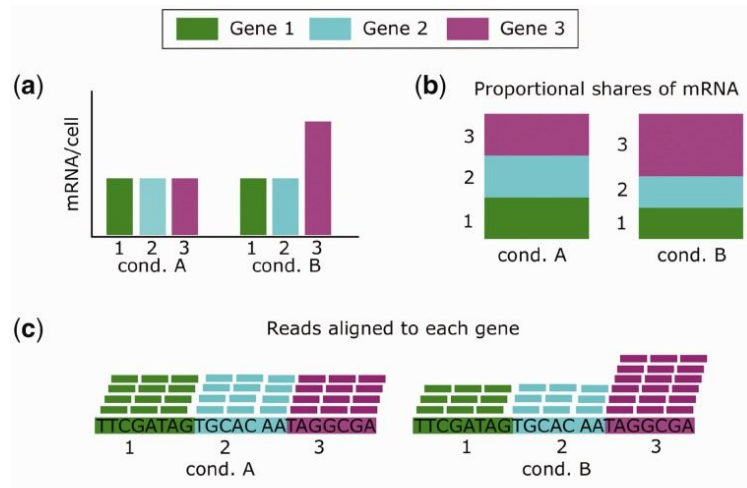 Gene 1 Gene 2 Gene 3
(a)
mRNA/cell
1 2 3
cond. A
1 2 3
cond. B
(b) Proportional shares of mRNA
3
2
1
cond. A
3
2
1
cond. B
(c) Reads aligned to each gene
TTCGATAGTGCAC AATAGGCGA
1 2 3
cond. A
TTCGATAGTGCAC AATAGGCGA
1 2 3
cond. B